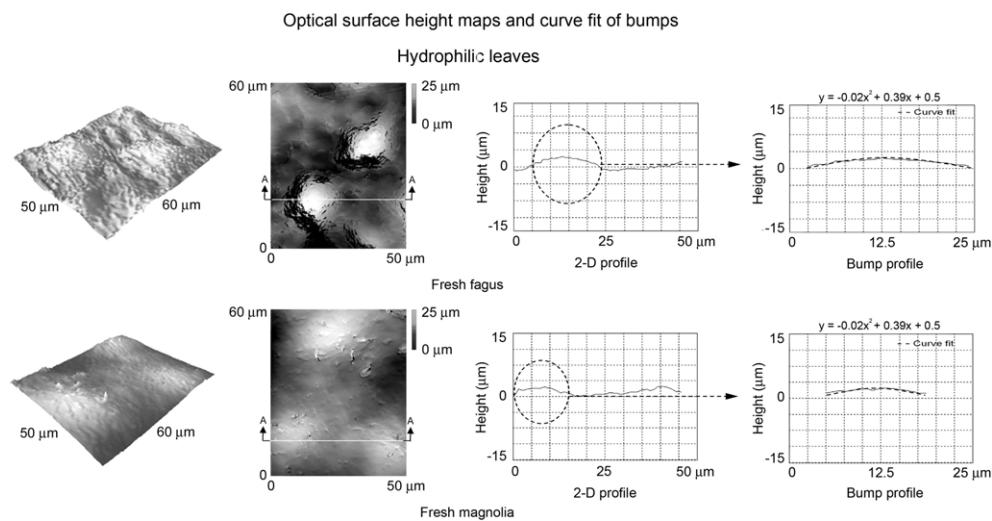 Optical surface height maps and curve fit of bumps
Hydrophilic leaves
50 µm
60 µm
60 µm
25 µm
0 µm
A
A
0
50 µm
15
0
-15
Height (µm)
0
25
50 µm
2-D profile
y = -0.02x² + 0.39x + 0.5
Curve fit
15
0
-15
Height (µm)
0
12.5
25 µm
Bump profile
Fresh fagus
50 µm
60 µm
60 µm
25 µm
0 µm
A
A
0
50 µm
15
0
-15
Height (µm)
0
25
50 µm
2-D profile
y = -0.02x² + 0.39x + 0.5
Curve fit
15
0
-15
Height (µm)
0
12.5
25 µm
Bump profile
Fresh magnolia